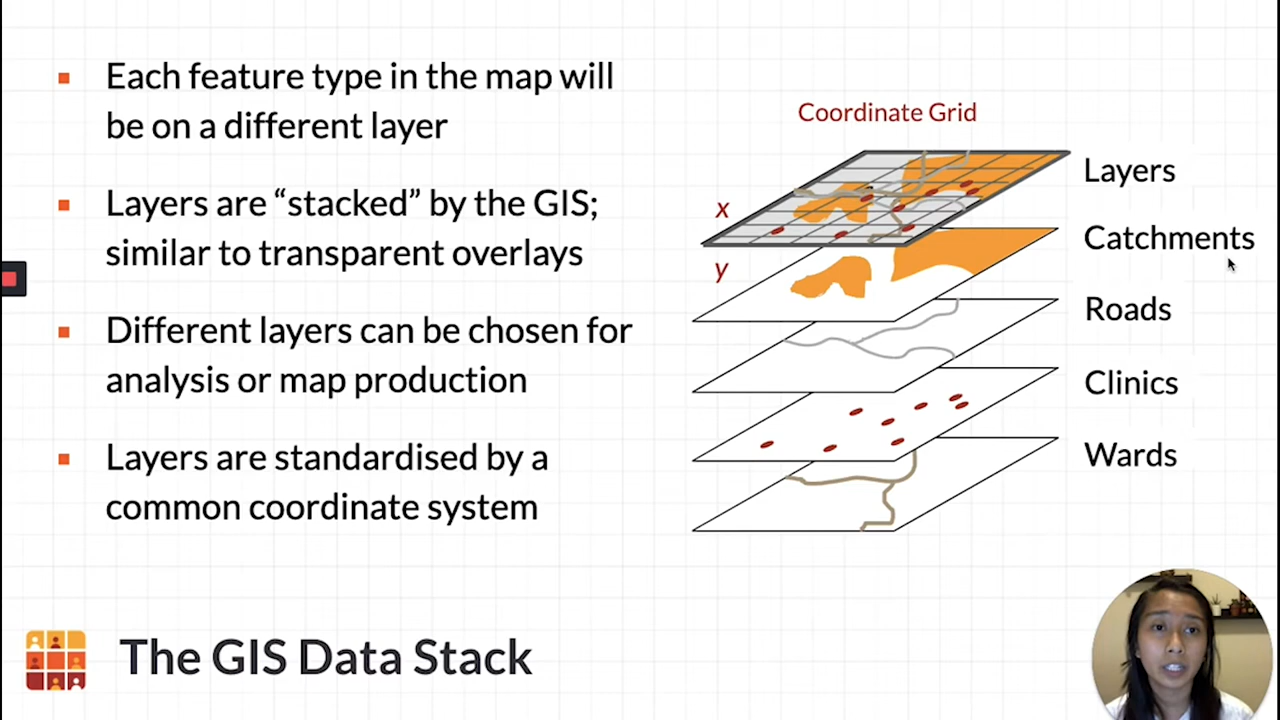 Each feature type in the map will
be on a different layer
Layers are “stacked” by the GIS;
similar to transparent overlays
Different layers can be chosen for
analysis or map production
Layers are standardised by a
common coordinate system
Coordinate Grid
x
y
Layers
Catchments
Roads
Clinics
Wards
The GIS Data Stack